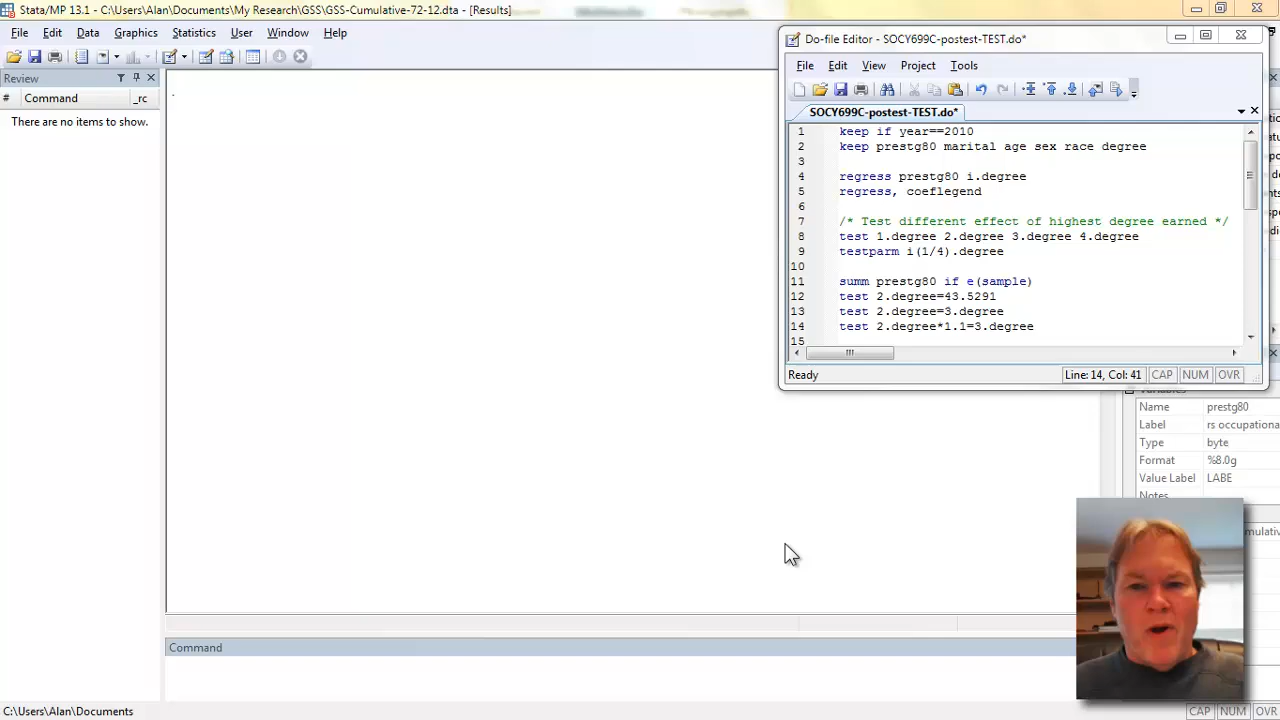 Stata/MP 13.1 - C:\Users\Alan\Documents\My Research\GSS\GSS-Cumulative-72-12.dta - [Results]
File Edit Data Graphics Statistics User Window Help
Review
# Command _rc
There are no items to show.
.
Do-file Editor - SOCY699C-postest-TEST.do*
File Edit View Project Tools
SOCY699C-postest-TEST.do*
1 keep if year==2010
2 keep prestg80 marital age sex race degree
3
4 regress prestg80 i.degree
5 regress, coeflegend
6
7 /* Test different effect of highest degree earned */
8 test 1.degree 2.degree 3.degree 4.degree
9 testparm i(1/4).degree
10
11 summ prestg80 if e(sample)
12 test 2.degree=43.5291
13 test 2.degree=3.degree
14 test 2.degree*1.1=3.degree
15
Ready Line: 14, Col: 41 CAP NUM OVR
Variables
Name prestg80
Label rs occupationa
Type byte
Format %8.0g
Value Label LABE
Notes
Command
C:\Users\Alan\Documents CAP NUM OVR